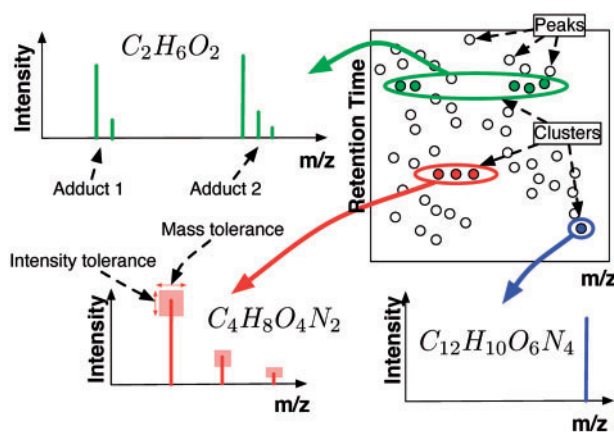 C₂H₆O₂
Intensity
m/z
Adduct 1
Adduct 2
Peaks
Clusters
Retention Time
m/z
Mass tolerance
Intensity tolerance
Intensity
C₄H₈O₄N₂
m/z
Intensity
C₁₂H₁₀O₆N₄
m/z